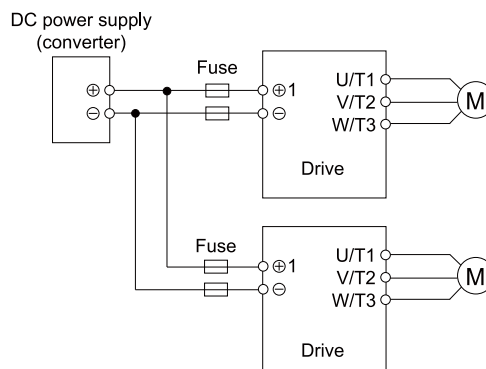 DC power supply
(converter)
⊕
⊖
Fuse
⊕1
⊖
U/T1
V/T2
W/T3
Drive
M
Fuse
⊕1
⊖
U/T1
V/T2
W/T3
Drive
M